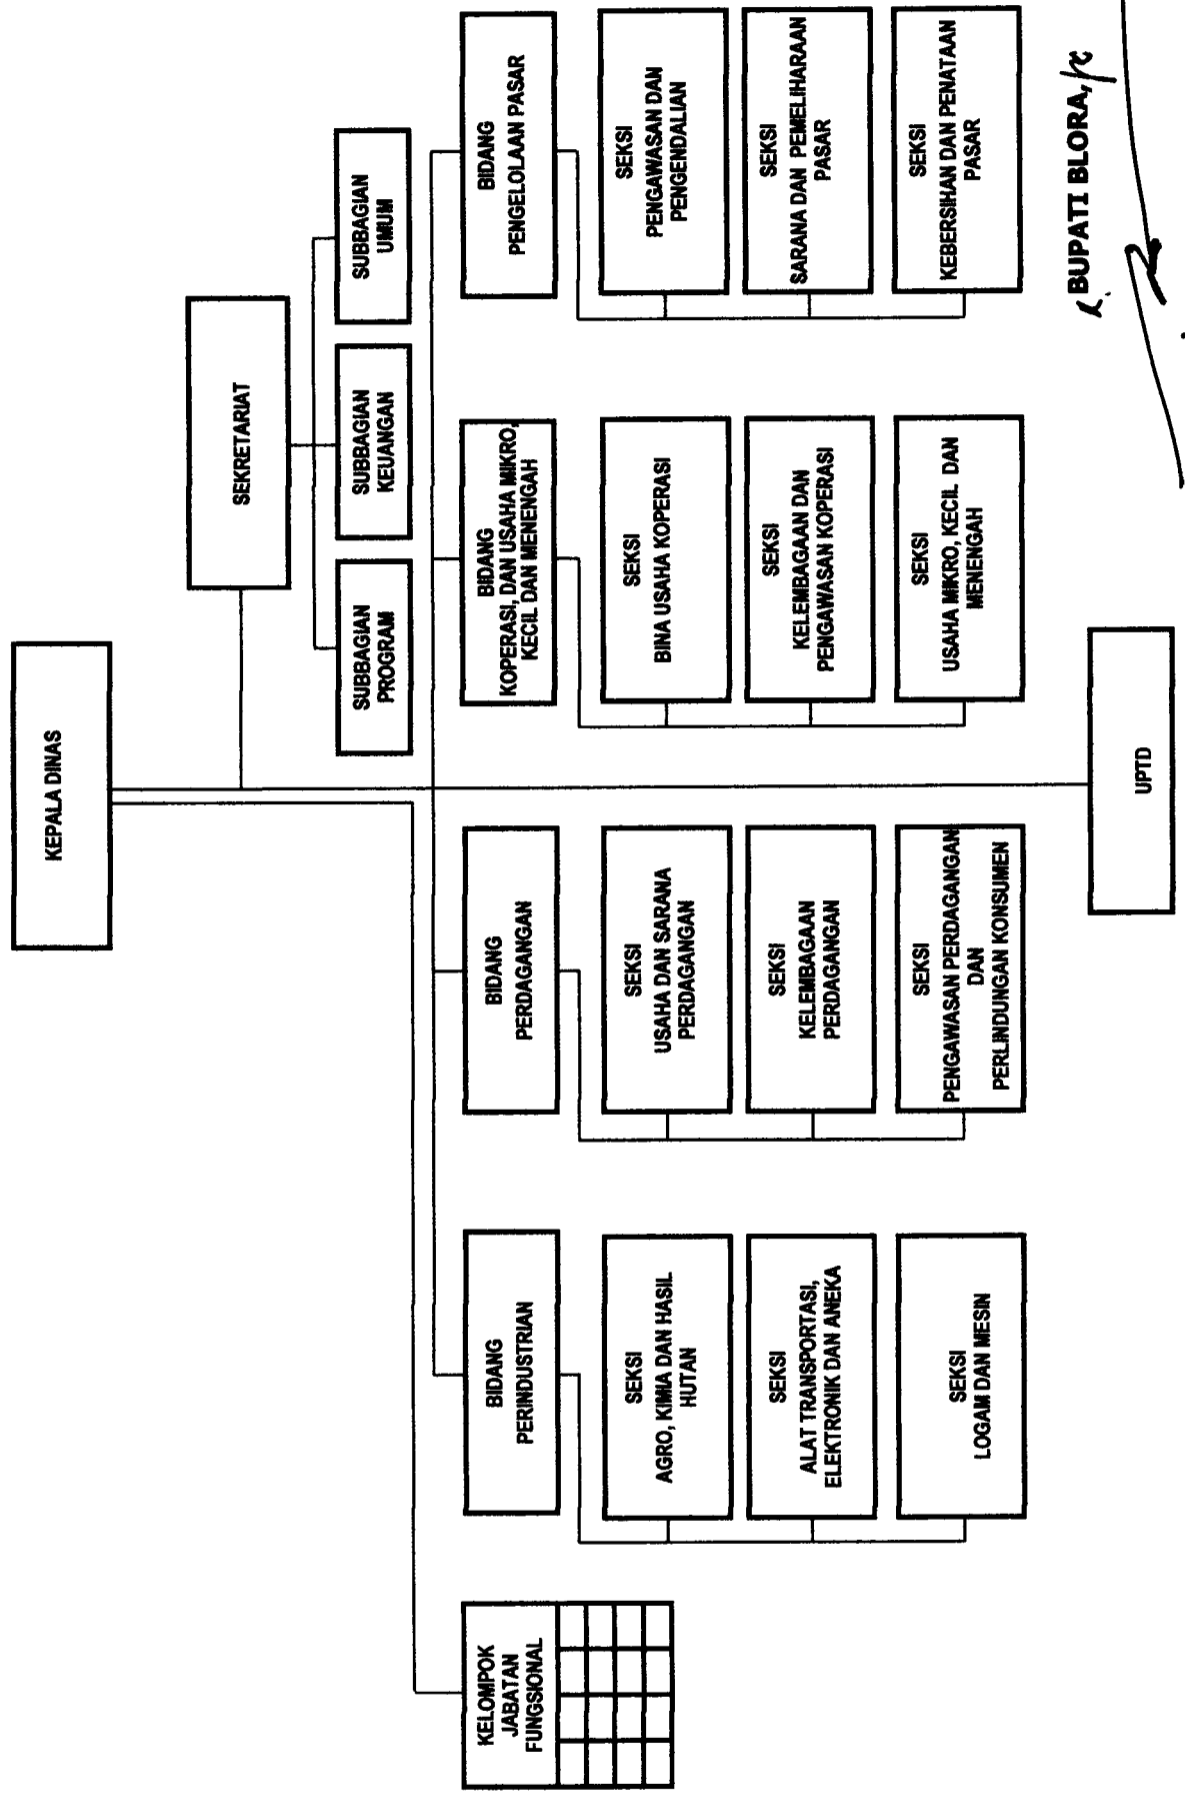 KEPALA DINAS
SEKRETARIAT
SUBBAGIAN
PROGRAM
SUBBAGIAN
KEUANGAN
SUBBAGIAN
UMUM
KELOMPOK
JABATAN
FUNGSIONAL
BIDANG
PERINDUSTRIAN
SEKSI
AGRO, KIMIA DAN HASIL
HUTAN
SEKSI
ALAT TRANSPORTASI,
ELEKTRONIK DAN ANEKA
SEKSI
LOGAM DAN MESIN
BIDANG
PERDAGANGAN
SEKSI
USAHA DAN SARANA
PERDAGANGAN
SEKSI
KELEMBAGAAN
PERDAGANGAN
SEKSI
PENGAWASAN PERDAGANGAN
DAN
PERLINDUNGAN KONSUMEN
BIDANG
KOPERASI, DAN USAHA MIKRO,
KECIL DAN MENENGAH
SEKSI
BINA USAHA KOPERASI
SEKSI
KELEMBAGAAN DAN
PENGAWASAN KOPERASI
SEKSI
USAHA MIKRO, KECIL DAN
MENENGAH
BIDANG
PENGELOLAAN PASAR
SEKSI
PENGAWASAN DAN
PENGENDALIAN
SEKSI
SARANA DAN PEMELIHARAAN
PASAR
SEKSI
KEBERSIHAN DAN PENATAAN
PASAR
UPTD
BUPATI BLORA,